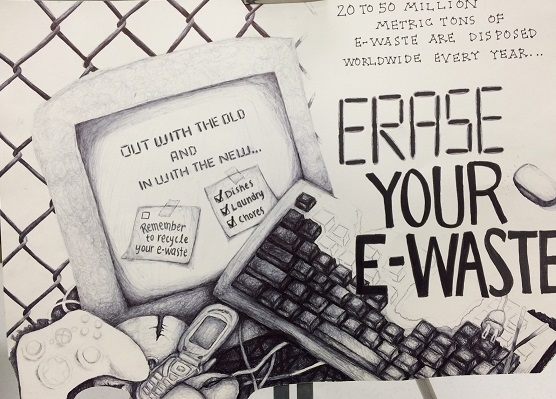 20 TO 50 MILLION
METRIC TONS OF
E-WASTE ARE DISPOSED
WORLDWIDE EVERY YEAR...
ERASE
YOUR
E-WASTE
OUT WITH THE OLD
AND
IN WITH THE NEW...
Remember
to recycle
your e-waste
Dishes
Laundry
Chores